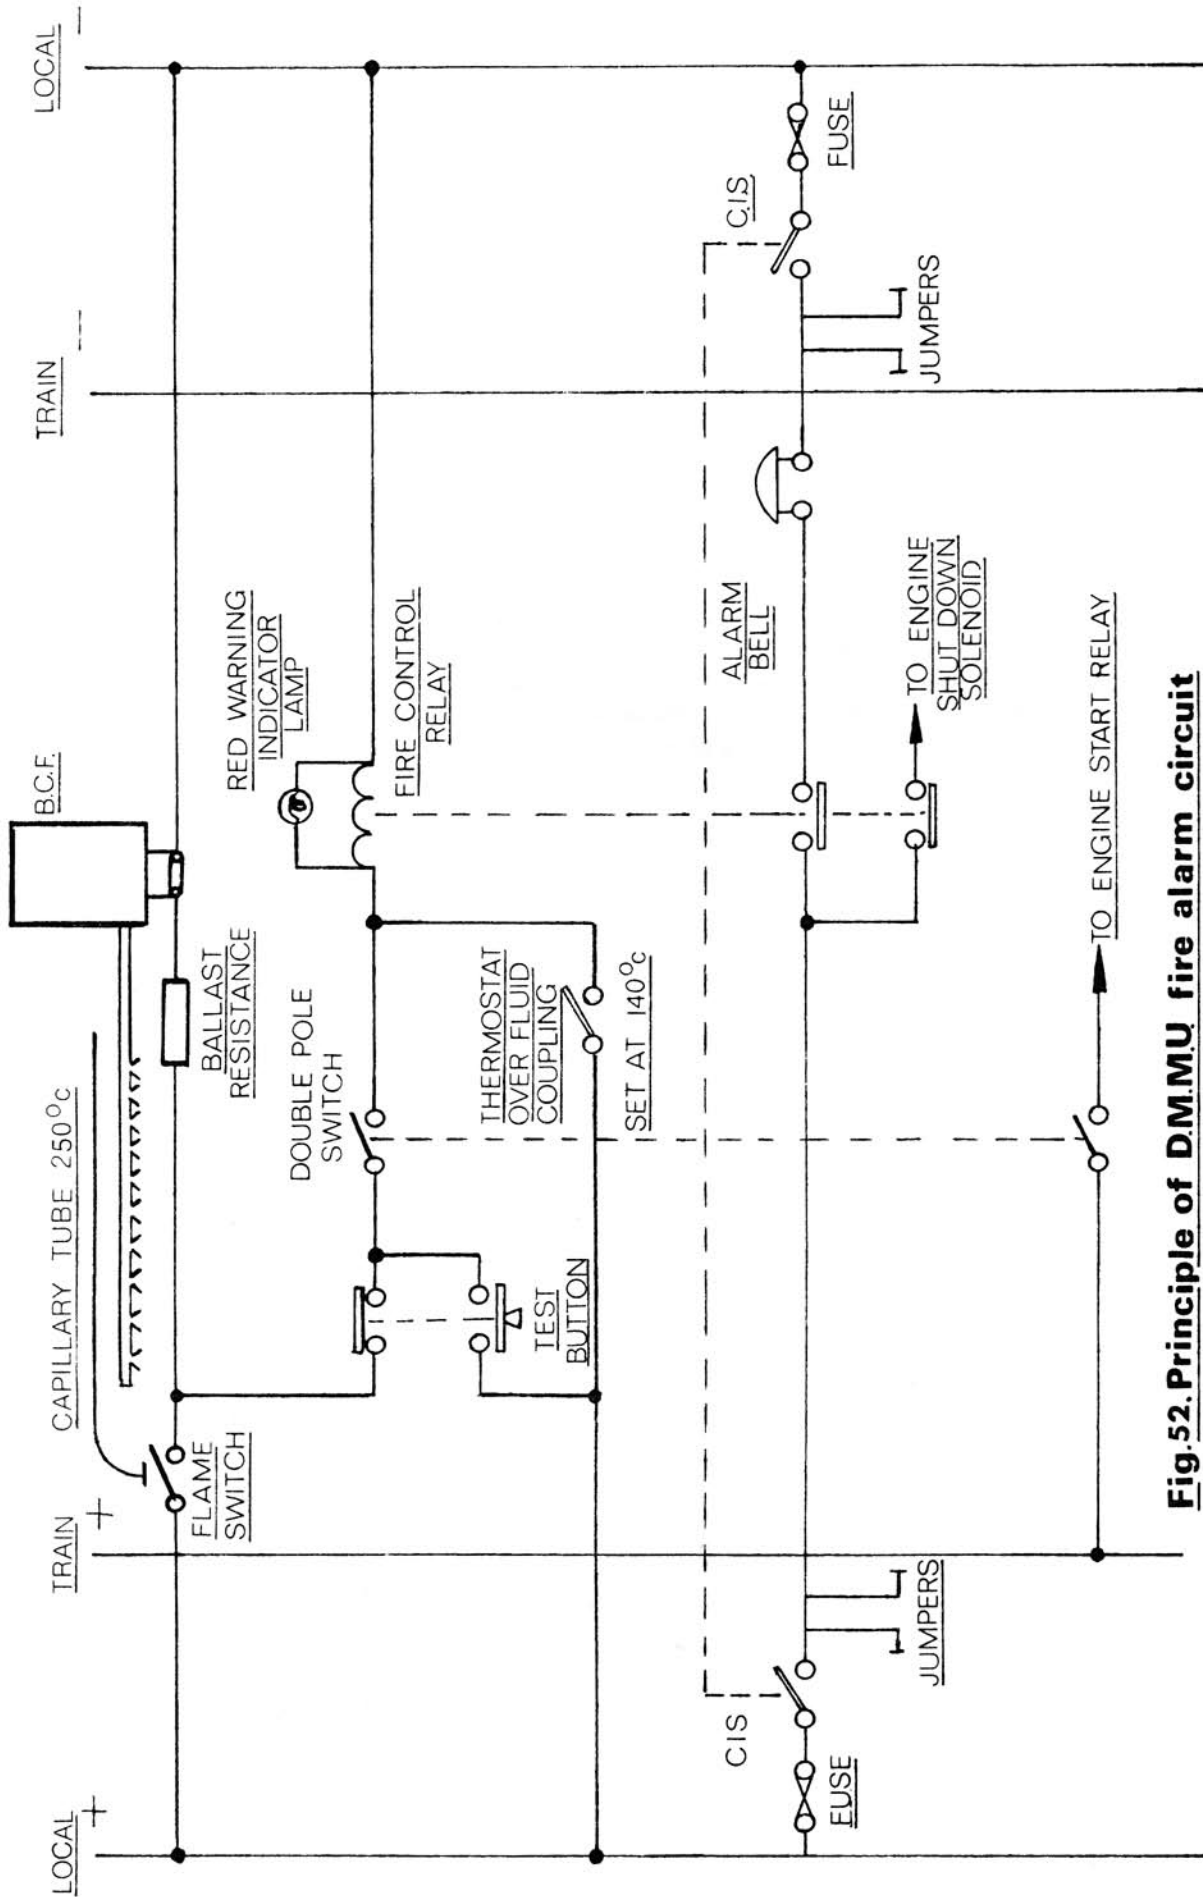 LOCAL +
TRAIN +
TRAIN −
LOCAL −
CAPILLARY TUBE 250°c
B.C.F.
FLAME
SWITCH
BALLAST
RESISTANCE
RED WARNING
INDICATOR
LAMP
DOUBLE POLE
SWITCH
FIRE CONTROL
RELAY
TEST
BUTTON
THERMOSTAT
OVER FLUID
COUPLING
SET AT 140°c
CIS
FUSE
JUMPERS
ALARM
BELL
C.I.S.
FUSE
JUMPERS
TO ENGINE
SHUT DOWN
SOLENOID
TO ENGINE START RELAY
Fig.52.Principle of D.M.M.U fire alarm circuit